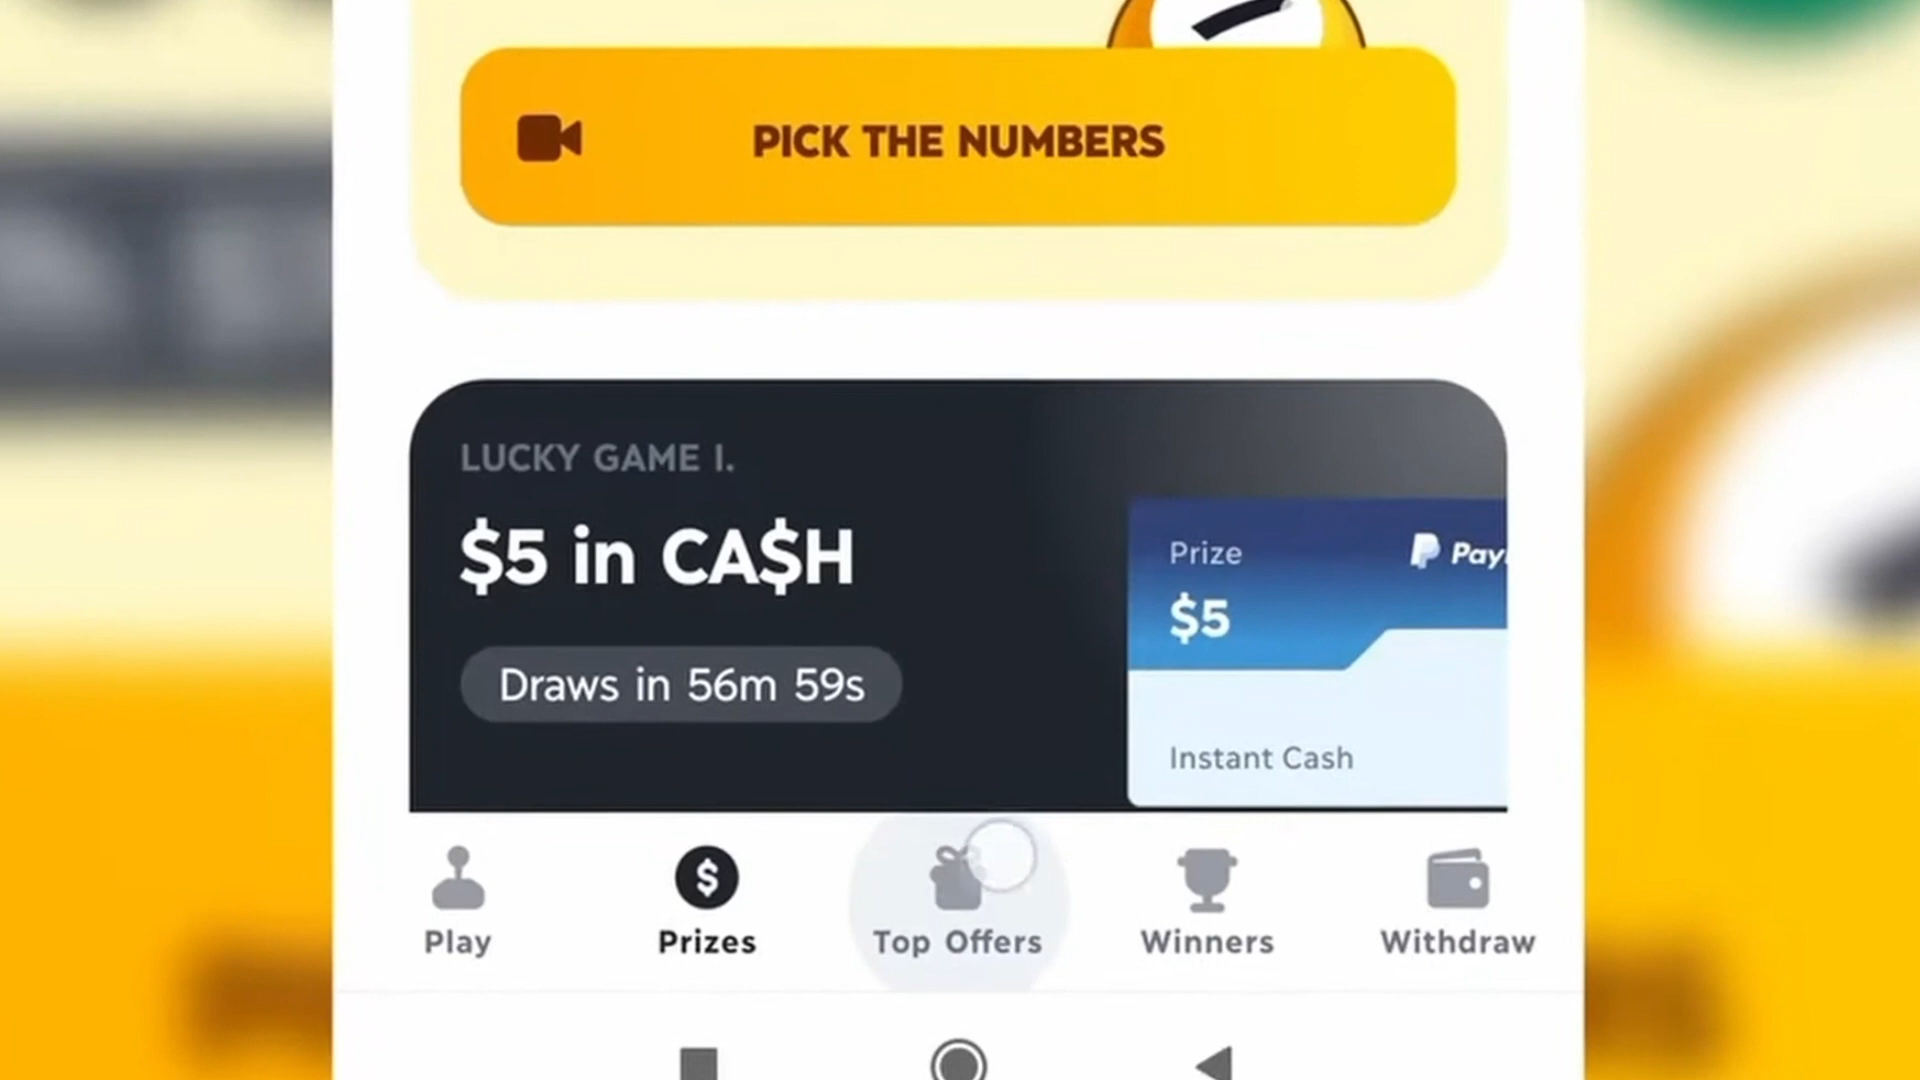 PICK THE NUMBERS
LUCKY GAME I.
$5 in CA$H
Draws in 56m 59s
Prize
Pay
$5
Instant Cash
Play
Prizes
Top Offers
Winners
Withdraw